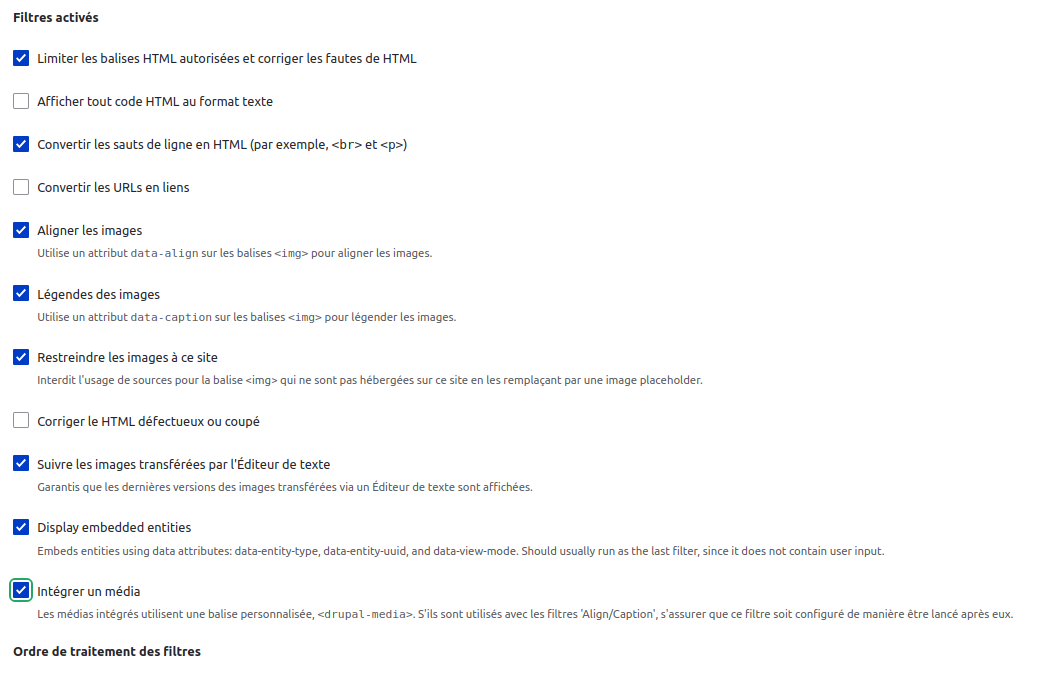 Filtres activés
Limiter les balises HTML autorisées et corriger les fautes de HTML
Afficher tout code HTML au format texte
Convertir les sauts de ligne en HTML (par exemple, <br> et <p>)
Convertir les URLs en liens
Aligner les images
Utilise un attribut data-align sur les balises <img> pour aligner les images.
Légendes des images
Utilise un attribut data-caption sur les balises <img> pour légender les images.
Restreindre les images à ce site
Interdit l'usage de sources pour la balise <img> qui ne sont pas hébergées sur ce site en les remplaçant par une image placeholder.
Corriger le HTML défectueux ou coupé
Suivre les images transférées par l'Éditeur de texte
Garantis que les dernières versions des images transférées via un Éditeur de texte sont affichées.
Display embedded entities
Embeds entities using data attributes: data-entity-type, data-entity-uuid, and data-view-mode. Should usually run as the last filter, since it does not contain user input.
Intégrer un média
Les médias intégrés utilisent une balise personnalisée, <drupal-media>. S'ils sont utilisés avec les filtres 'Align/Caption', s'assurer que ce filtre soit configuré de manière être lancé après eux.
Ordre de traitement des filtres